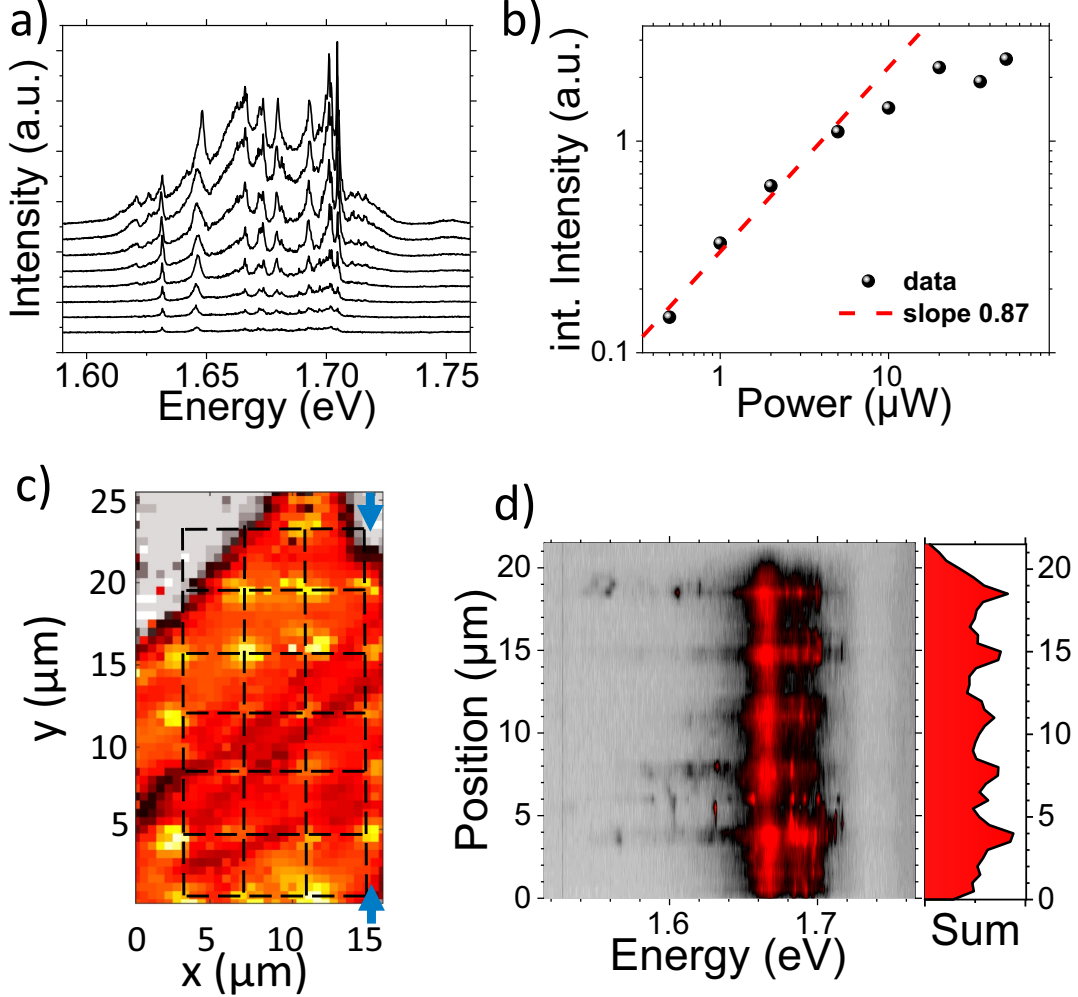 a)
Intensity (a.u.)
1.60
1.65
1.70
1.75
Energy (eV)
b)
int. Intensity (a.u.)
1
0.1
data
slope 0.87
1
10
Power (µW)
c)
25
20
15
10
5
y (µm)
0
5
10
15
x (µm)
d)
20
15
10
5
0
Position (µm)
1.6
1.7
Energy (eV)
20
15
10
5
0
Sum